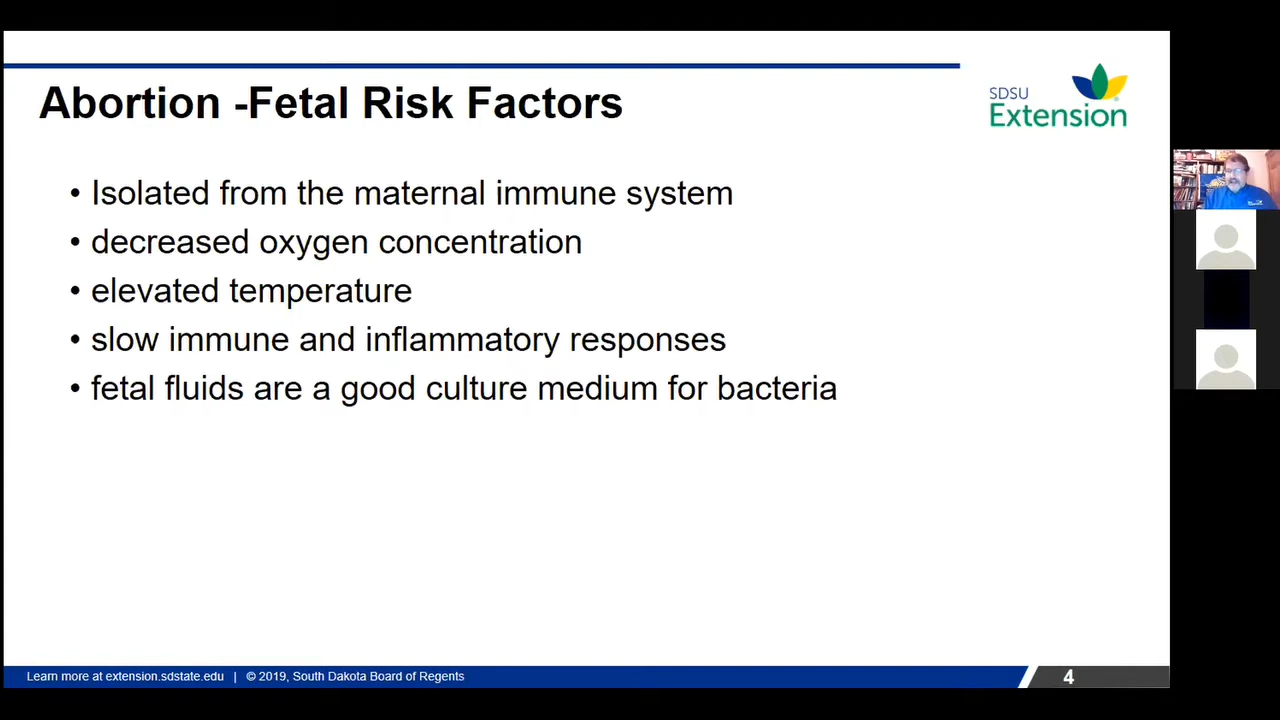 Abortion -Fetal Risk Factors
SDSU
Extension
• Isolated from the maternal immune system
• decreased oxygen concentration
• elevated temperature
• slow immune and inflammatory responses
• fetal fluids are a good culture medium for bacteria
Learn more at extension.sdstate.edu | © 2019, South Dakota Board of Regents
4